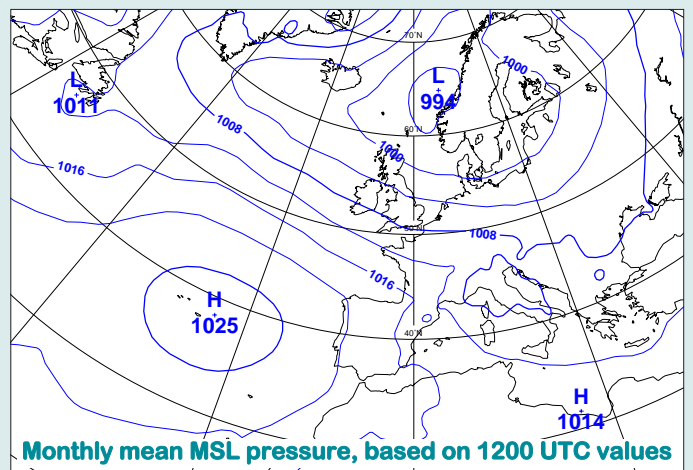 70°N
1000
L
994
L
1011
1008
60°N
1000
1016
50°N
1008
1016
H
1025
40°N
H
1014
Monthly mean MSL pressure, based on 1200 UTC values